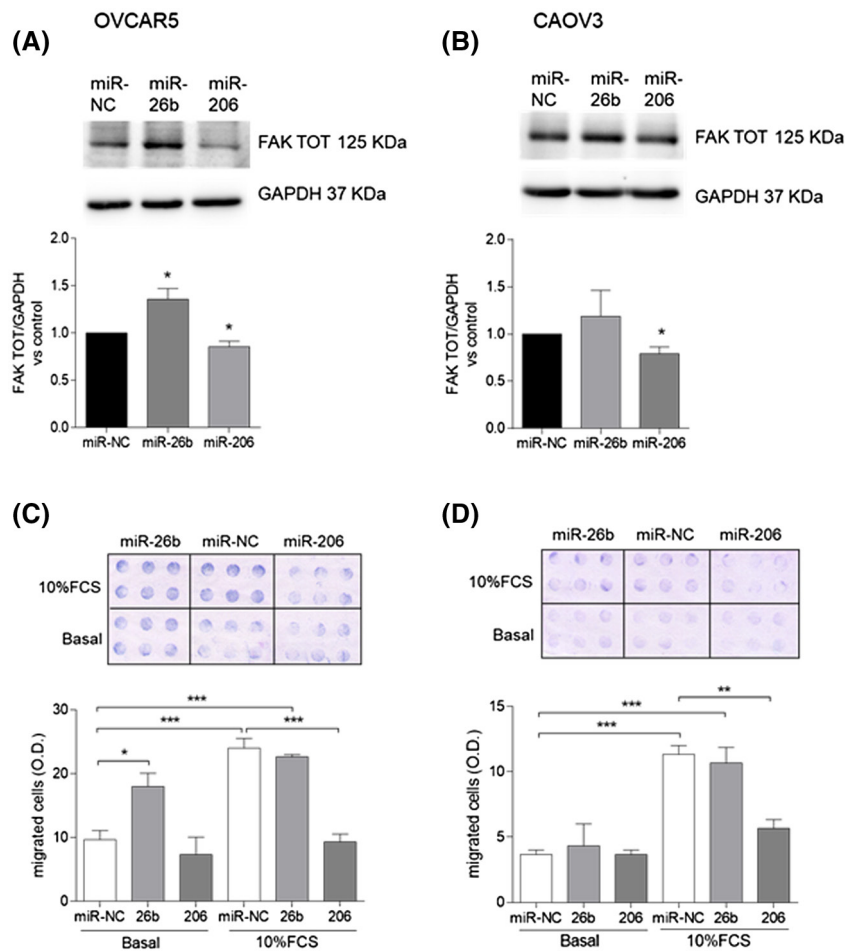 OVCAR5
(A)
miR-
NC
miR-
26b
miR-
206
FAK TOT 125 KDa
GAPDH 37 KDa
FAK TOT/GAPDH
vs control
2.0
1.5
1.0
0.5
0.0
*
*
miR-NC miR-26b miR-206
CAOV3
(B)
miR-
NC
miR-
26b
miR-
206
FAK TOT 125 KDa
GAPDH 37 KDa
FAK TOT/GAPDH
vs control
2.0
1.5
1.0
0.5
0.0
*
miR-NC miR-26b miR-206
(C)
miR-26b miR-NC miR-206
10%FCS
Basal
migrated cells (O.D.)
30
20
10
0
***
*** ***
*
miR-NC 26b 206 miR-NC 26b 206
Basal 10%FCS
(D)
miR-26b miR-NC miR-206
10%FCS
Basal
migrated cells (O.D.)
15
10
5
0
**
***
***
miR-NC 26b 206 miR-NC 26b 206
Basal 10%FCS